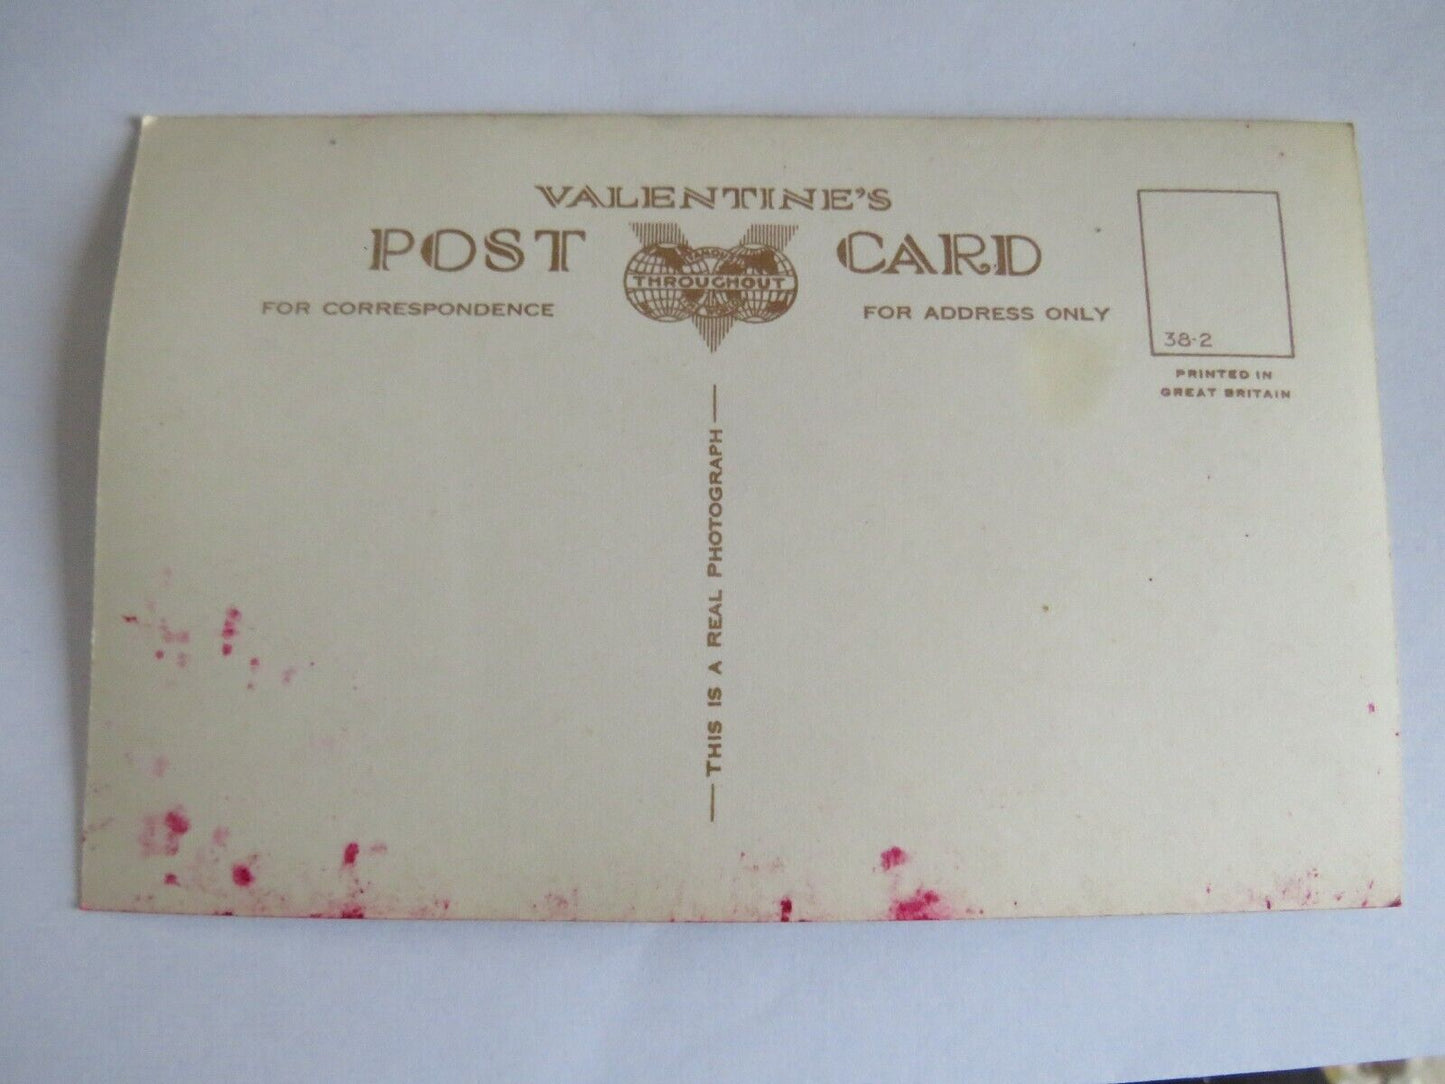 VALENTINE'S
POST CARD
THROUGHOUT
FOR CORRESPONDENCE
FOR ADDRESS ONLY
38-2
PRINTED IN
GREAT BRITAIN
THIS IS A REAL PHOTOGRAPH